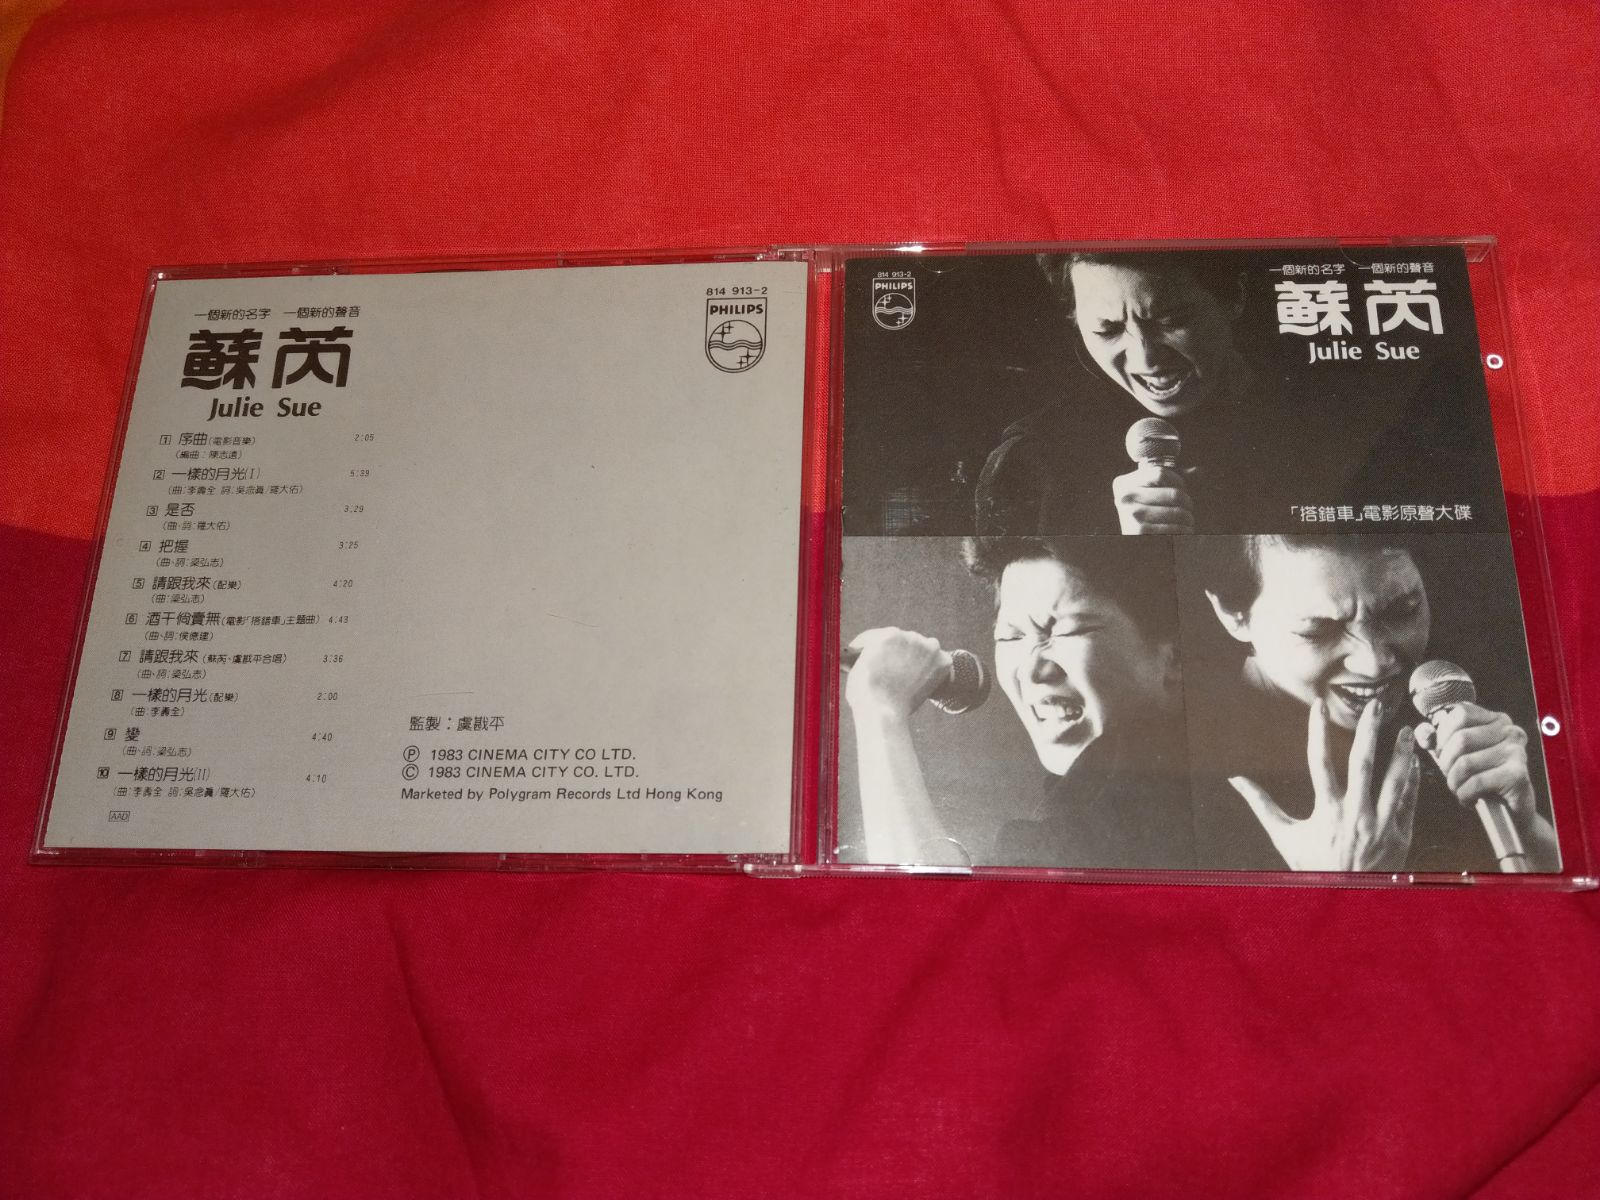 一個新的名字 一個新的聲音
蘇芮
Julie Sue
814 913-2
PHILIPS
1 序曲(電影音樂) 2:05
(編曲:陳志遠)
2 一樣的月光(I) 5:39
(曲:李壽全 詞:吳念眞/羅大佑)
3 是否 3:29
(曲、詞:羅大佑)
4 把握 3:25
(曲、詞:梁弘志)
5 請跟我來(配樂) 4:20
(曲:梁弘志)
6 酒干倘賣無(電影「搭錯車」主題曲) 4:43
(曲、詞:侯德建)
7 請跟我來(蘇芮、虞戡平合唱) 3:36
(曲、詞:梁弘志)
8 一樣的月光(配樂) 2:00
(曲:李壽全)
9 變 4:40
(曲、詞:梁弘志)
10 一樣的月光(II) 4:10
(曲:李壽全 詞:吳念眞/羅大佑)
AAD
監製:虞戡平
Ⓟ 1983 CINEMA CITY CO LTD.
© 1983 CINEMA CITY CO. LTD.
Marketed by Polygram Records Ltd Hong Kong
814 913-2
PHILIPS
一個新的名字 一個新的聲音
蘇芮
Julie Sue
「搭錯車」電影原聲大碟